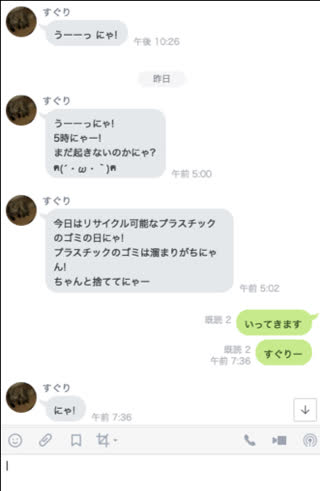 すぐり
うーーっ にゃ!
午後 10:26
昨日
すぐり
うーーっにゃ!
5時にゃー!
まだ起きないのかにゃ?
ฅ(´・ω・｀)ฅ
午前 5:00
すぐり
今日はリサイクル可能なプラスチック
のゴミの日にゃ!
プラスチックのゴミは溜まりがちにゃ
ん!
ちゃんと捨ててにゃー
午前 5:02
既読 2
いってきます
既読 2
午前 7:36
すぐりー
すぐり
にゃ!
午前 7:36